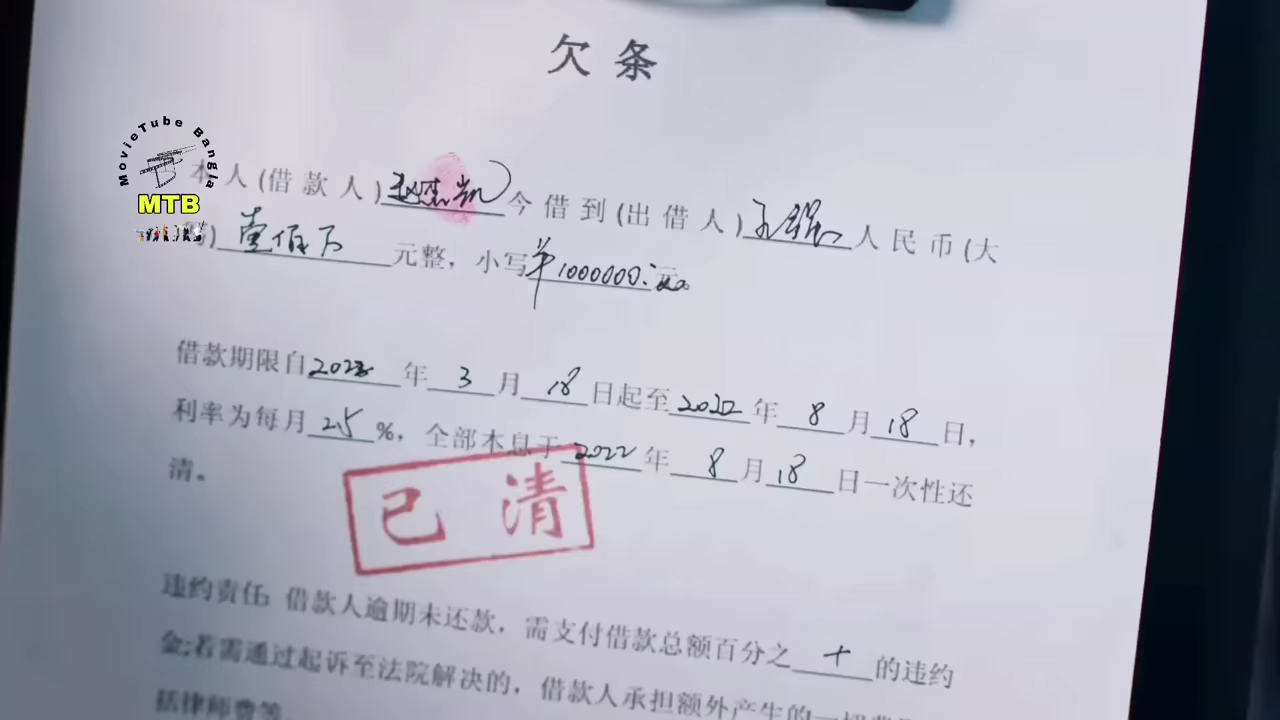 欠条
MovieTube Bangla
MTB
本人(借款人)赵杰凯今借到(出借人)孙强人民币(大
写)壹佰万元整，小写￥1000000.元。
借款期限自2022年3月18日起至2022年8月18日，
利率为每月2.5%，全部本息于2022年8月18日一次性还
清。
已清
违约责任：借款人逾期未还款，需支付借款总额百分之十的违约
金;若需通过起诉至法院解决的，借款人承担额外产生的一切费
括律师费等